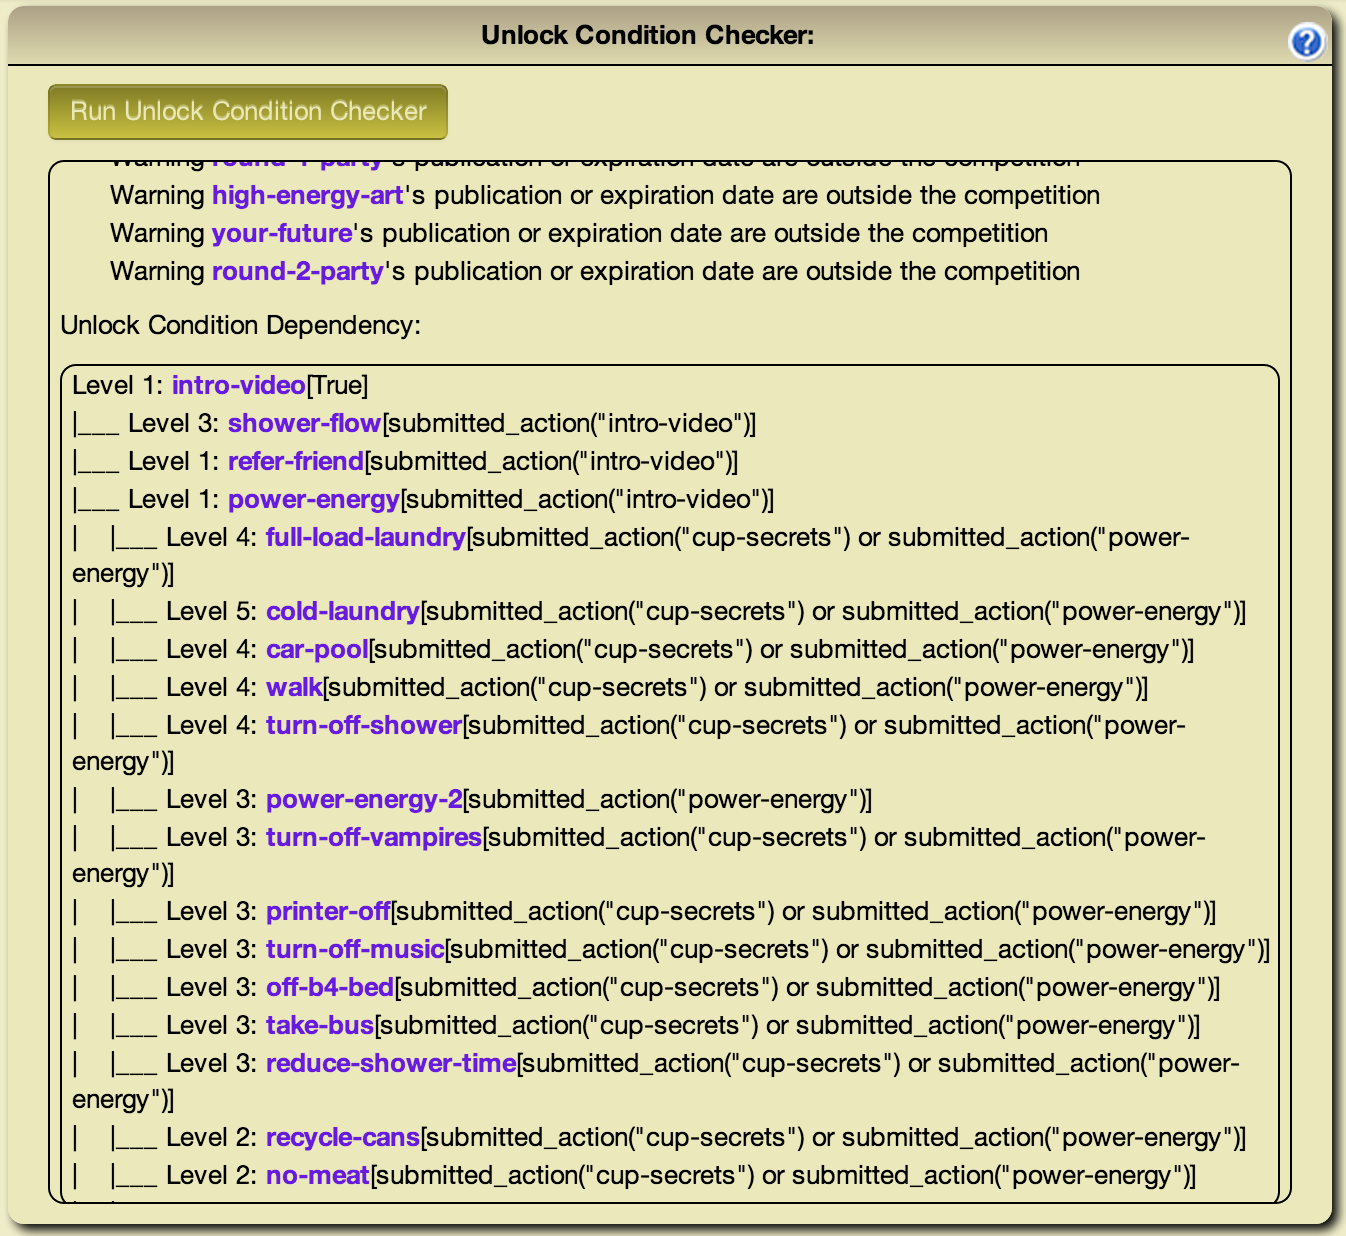 Unlock Condition Checker:
Run Unlock Condition Checker
Warning round-1-party's publication or expiration date are outside the competition
Warning high-energy-art's publication or expiration date are outside the competition
Warning your-future's publication or expiration date are outside the competition
Warning round-2-party's publication or expiration date are outside the competition
Unlock Condition Dependency:
Level 1: intro-video[True]
|___ Level 3: shower-flow[submitted_action("intro-video")]
|___ Level 1: refer-friend[submitted_action("intro-video")]
|___ Level 1: power-energy[submitted_action("intro-video")]
|    |___ Level 4: full-load-laundry[submitted_action("cup-secrets") or submitted_action("power-
energy")]
|    |___ Level 5: cold-laundry[submitted_action("cup-secrets") or submitted_action("power-energy")]
|    |___ Level 4: car-pool[submitted_action("cup-secrets") or submitted_action("power-energy")]
|    |___ Level 4: walk[submitted_action("cup-secrets") or submitted_action("power-energy")]
|    |___ Level 4: turn-off-shower[submitted_action("cup-secrets") or submitted_action("power-
energy")]
|    |___ Level 3: power-energy-2[submitted_action("power-energy")]
|    |___ Level 3: turn-off-vampires[submitted_action("cup-secrets") or submitted_action("power-
energy")]
|    |___ Level 3: printer-off[submitted_action("cup-secrets") or submitted_action("power-energy")]
|    |___ Level 3: turn-off-music[submitted_action("cup-secrets") or submitted_action("power-energy")]
|    |___ Level 3: off-b4-bed[submitted_action("cup-secrets") or submitted_action("power-energy")]
|    |___ Level 3: take-bus[submitted_action("cup-secrets") or submitted_action("power-energy")]
|    |___ Level 3: reduce-shower-time[submitted_action("cup-secrets") or submitted_action("power-
energy")]
|    |___ Level 2: recycle-cans[submitted_action("cup-secrets") or submitted_action("power-energy")]
|    |___ Level 2: no-meat[submitted_action("cup-secrets") or submitted_action("power-energy")]